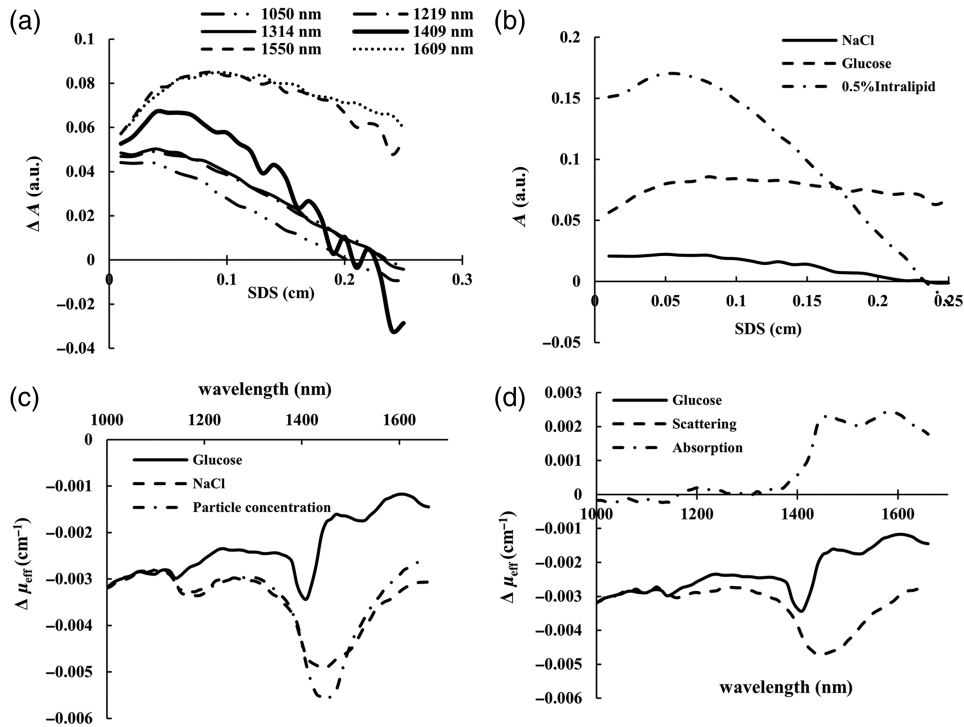 (a)
1050 nm
1219 nm
1314 nm
1409 nm
1550 nm
1609 nm
0.1
0.08
0.06
0.04
0.02
0
−0.02
−0.04
Δ A (a.u.)
0
0.1
0.2
0.3
SDS (cm)
(b)
NaCl
Glucose
0.5%Intralipid
0.2
0.15
0.1
0.05
0
−0.05
A (a.u.)
0
0.05
0.1
0.15
0.2
0.25
SDS (cm)
(c)
wavelength (nm)
1000
1200
1400
1600
0
−0.001
−0.002
−0.003
−0.004
−0.005
−0.006
Δ μeff (cm−1)
Glucose
NaCl
Particle concentration
(d)
0.003
0.002
0.001
0
−0.001
−0.002
−0.003
−0.004
−0.005
−0.006
Δ μeff (cm−1)
Glucose
Scattering
Absorption
1000
1200
1400
1600
wavelength (nm)